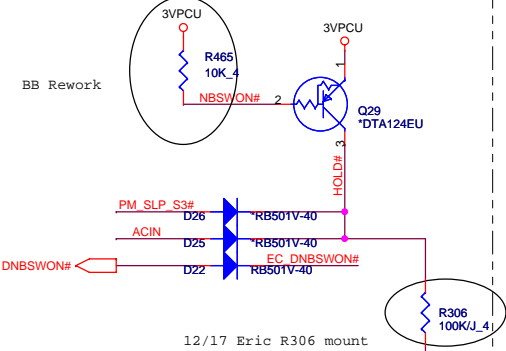 3VPCU
3VPCU
R465
10K_4
BB Rework
NBSWON#
2
1
Q29
*DTA124EU
3
HOLD#
PM_SLP_S3#
D26
*RB501V-40
ACIN
D25
*RB501V-40
EC_DNBSWON#
DNBSWON#
D22
RB501V-40
R306
100K/J_4
12/17 Eric R306 mount